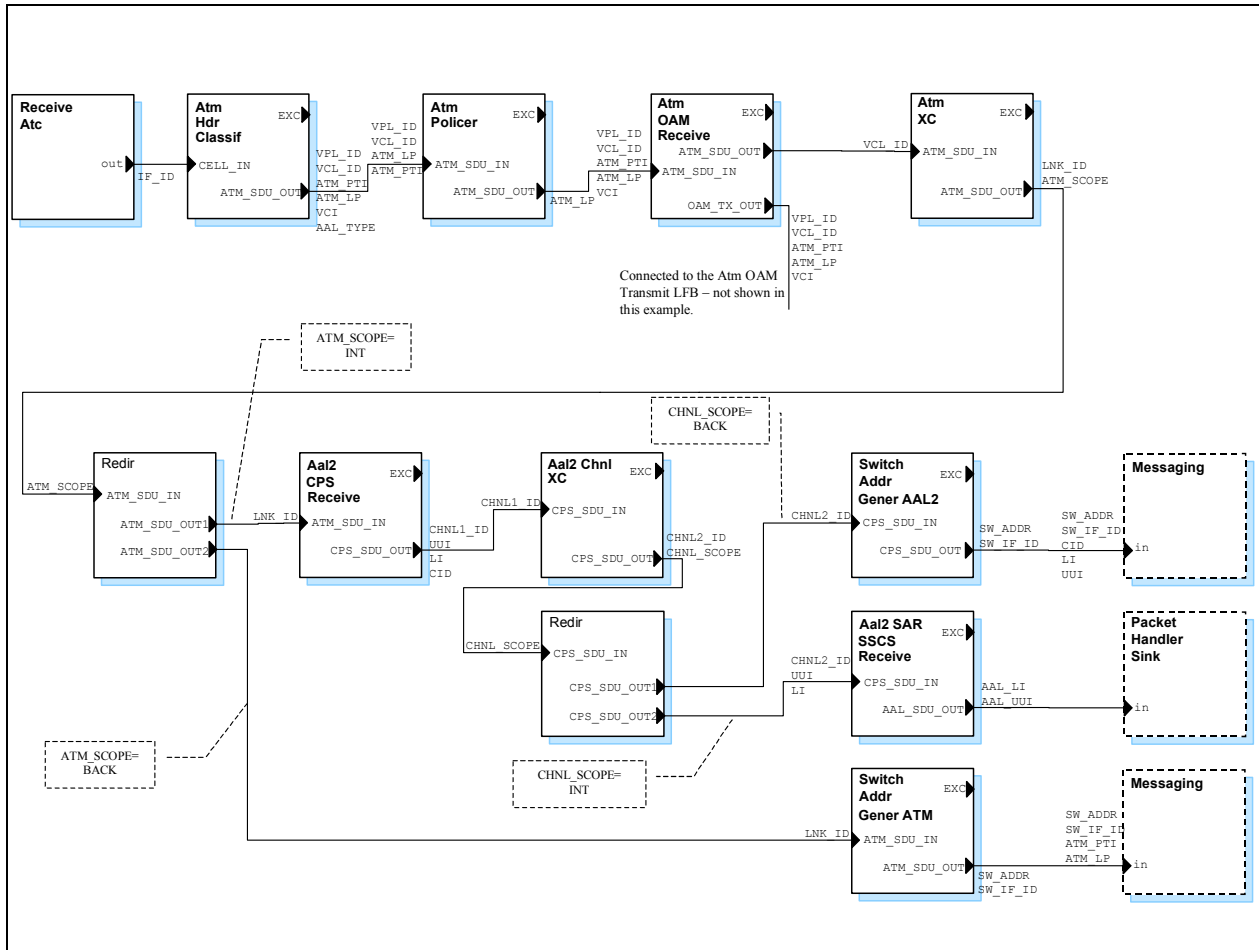 Receive
Atc
out
IF_ID
Atm
Hdr
Classif
EXC
CELL_IN
ATM_SDU_OUT
VPL_ID
VCL_ID
ATM_PTI
ATM_LP
VCI
AAL_TYPE
VPL_ID
VCL_ID
ATM_LP
ATM_PTI
Atm
Policer
EXC
ATM_SDU_IN
ATM_SDU_OUT
ATM_LP
VPL_ID
VCL_ID
ATM_PTI
ATM_LP
VCI
Atm
OAM
Receive
EXC
ATM_SDU_OUT
ATM_SDU_IN
OAM_TX_OUT
VPL_ID
VCL_ID
ATM_PTI
ATM_LP
VCI
Connected to the Atm OAM
Transmit LFB – not shown in
this example.
VCL_ID
Atm
XC
EXC
ATM_SDU_IN
ATM_SDU_OUT
LNK_ID
ATM_SCOPE
ATM_SCOPE=
INT
CHNL_SCOPE=
BACK
ATM_SCOPE
Redir
ATM_SDU_IN
ATM_SDU_OUT1
ATM_SDU_OUT2
LNK_ID
Aal2
CPS
Receive
EXC
ATM_SDU_IN
CPS_SDU_OUT
CHNL1_ID
UUI
LI
CID
CHNL1_ID
Aal2 Chnl
XC
EXC
CPS_SDU_IN
CPS_SDU_OUT
CHNL2_ID
CHNL_SCOPE
CHNL2_ID
Switch
Addr
Gener AAL2
EXC
CPS_SDU_IN
CPS_SDU_OUT
SW_ADDR
SW_IF_ID
SW_ADDR
SW_IF_ID
CID
LI
UUI
Messaging
in
CHNL_SCOPE
Redir
CPS_SDU_IN
CPS_SDU_OUT1
CPS_SDU_OUT2
CHNL2_ID
UUI
LI
Aal2 SAR
SSCS
Receive
EXC
CPS_SDU_IN
AAL_SDU_OUT
AAL_LI
AAL_UUI
Packet
Handler
Sink
in
ATM_SCOPE=
BACK
CHNL_SCOPE=
INT
LNK_ID
Switch
Addr
Gener ATM
EXC
ATM_SDU_IN
ATM_SDU_OUT
SW_ADDR
SW_IF_ID
SW_ADDR
SW_IF_ID
ATM_PTI
ATM_LP
Messaging
in